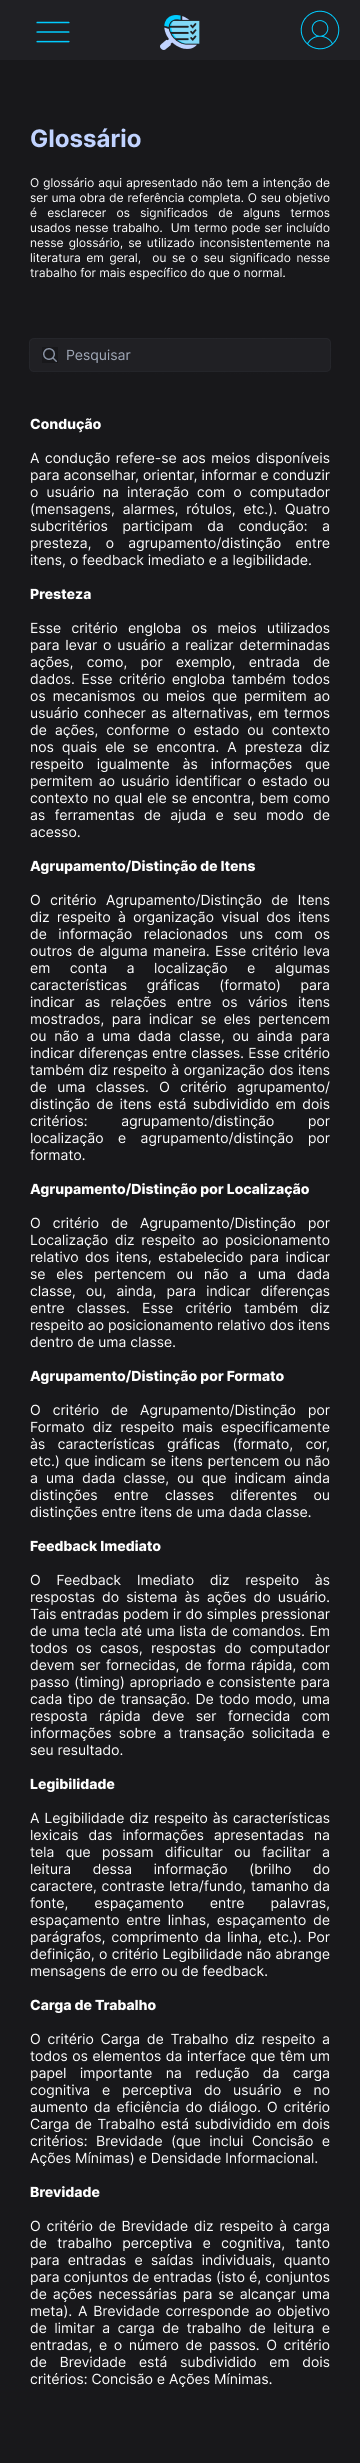 Glossário
O glossário aqui apresentado não tem a intenção de
ser uma obra de referência completa. O seu objetivo
é esclarecer os significados de alguns termos
usados nesse trabalho. Um termo pode ser incluído
nesse glossário, se utilizado inconsistentemente na
literatura em geral, ou se o seu significado nesse
trabalho for mais específico do que o normal.
Pesquisar
Condução
A condução refere-se aos meios disponíveis
para aconselhar, orientar, informar e conduzir
o usuário na interação com o computador
(mensagens, alarmes, rótulos, etc.). Quatro
subcritérios participam da condução: a
presteza, o agrupamento/distinção entre
itens, o feedback imediato e a legibilidade.
Presteza
Esse critério engloba os meios utilizados
para levar o usuário a realizar determinadas
ações, como, por exemplo, entrada de
dados. Esse critério engloba também todos
os mecanismos ou meios que permitem ao
usuário conhecer as alternativas, em termos
de ações, conforme o estado ou contexto
nos quais ele se encontra. A presteza diz
respeito igualmente às informações que
permitem ao usuário identificar o estado ou
contexto no qual ele se encontra, bem como
as ferramentas de ajuda e seu modo de
acesso.
Agrupamento/Distinção de Itens
O critério Agrupamento/Distinção de Itens
diz respeito à organização visual dos itens
de informação relacionados uns com os
outros de alguma maneira. Esse critério leva
em conta a localização e algumas
características gráficas (formato) para
indicar as relações entre os vários itens
mostrados, para indicar se eles pertencem
ou não a uma dada classe, ou ainda para
indicar diferenças entre classes. Esse critério
também diz respeito à organização dos itens
de uma classes. O critério agrupamento/
distinção de itens está subdividido em dois
critérios: agrupamento/distinção por
localização e agrupamento/distinção por
formato.
Agrupamento/Distinção por Localização
O critério de Agrupamento/Distinção por
Localização diz respeito ao posicionamento
relativo dos itens, estabelecido para indicar
se eles pertencem ou não a uma dada
classe, ou, ainda, para indicar diferenças
entre classes. Esse critério também diz
respeito ao posicionamento relativo dos itens
dentro de uma classe.
Agrupamento/Distinção por Formato
O critério de Agrupamento/Distinção por
Formato diz respeito mais especificamente
às características gráficas (formato, cor,
etc.) que indicam se itens pertencem ou não
a uma dada classe, ou que indicam ainda
distinções entre classes diferentes ou
distinções entre itens de uma dada classe.
Feedback Imediato
O Feedback Imediato diz respeito às
respostas do sistema às ações do usuário.
Tais entradas podem ir do simples pressionar
de uma tecla até uma lista de comandos. Em
todos os casos, respostas do computador
devem ser fornecidas, de forma rápida, com
passo (timing) apropriado e consistente para
cada tipo de transação. De todo modo, uma
resposta rápida deve ser fornecida com
informações sobre a transação solicitada e
seu resultado.
Legibilidade
A Legibilidade diz respeito às características
lexicais das informações apresentadas na
tela que possam dificultar ou facilitar a
leitura dessa informação (brilho do
caractere, contraste letra/fundo, tamanho da
fonte, espaçamento entre palavras,
espaçamento entre linhas, espaçamento de
parágrafos, comprimento da linha, etc.). Por
definição, o critério Legibilidade não abrange
mensagens de erro ou de feedback.
Carga de Trabalho
O critério Carga de Trabalho diz respeito a
todos os elementos da interface que têm um
papel importante na redução da carga
cognitiva e perceptiva do usuário e no
aumento da eficiência do diálogo. O critério
Carga de Trabalho está subdividido em dois
critérios: Brevidade (que inclui Concisão e
Ações Mínimas) e Densidade Informacional.
Brevidade
O critério de Brevidade diz respeito à carga
de trabalho perceptiva e cognitiva, tanto
para entradas e saídas individuais, quanto
para conjuntos de entradas (isto é, conjuntos
de ações necessárias para se alcançar uma
meta). A Brevidade corresponde ao objetivo
de limitar a carga de trabalho de leitura e
entradas, e o número de passos. O critério
de Brevidade está subdividido em dois
critérios: Concisão e Ações Mínimas.